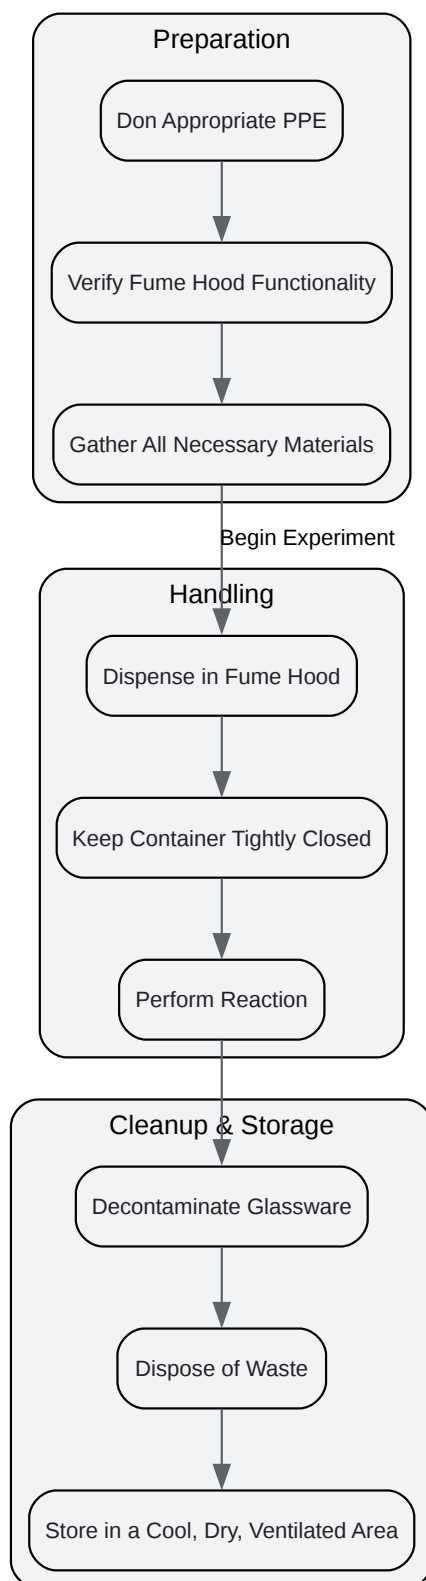 Preparation
Don Appropriate PPE
Verify Fume Hood Functionality
Gather All Necessary Materials
Begin Experiment
Handling
Dispense in Fume Hood
Keep Container Tightly Closed
Perform Reaction
Cleanup & Storage
Decontaminate Glassware
Dispose of Waste
Store in a Cool, Dry, Ventilated Area